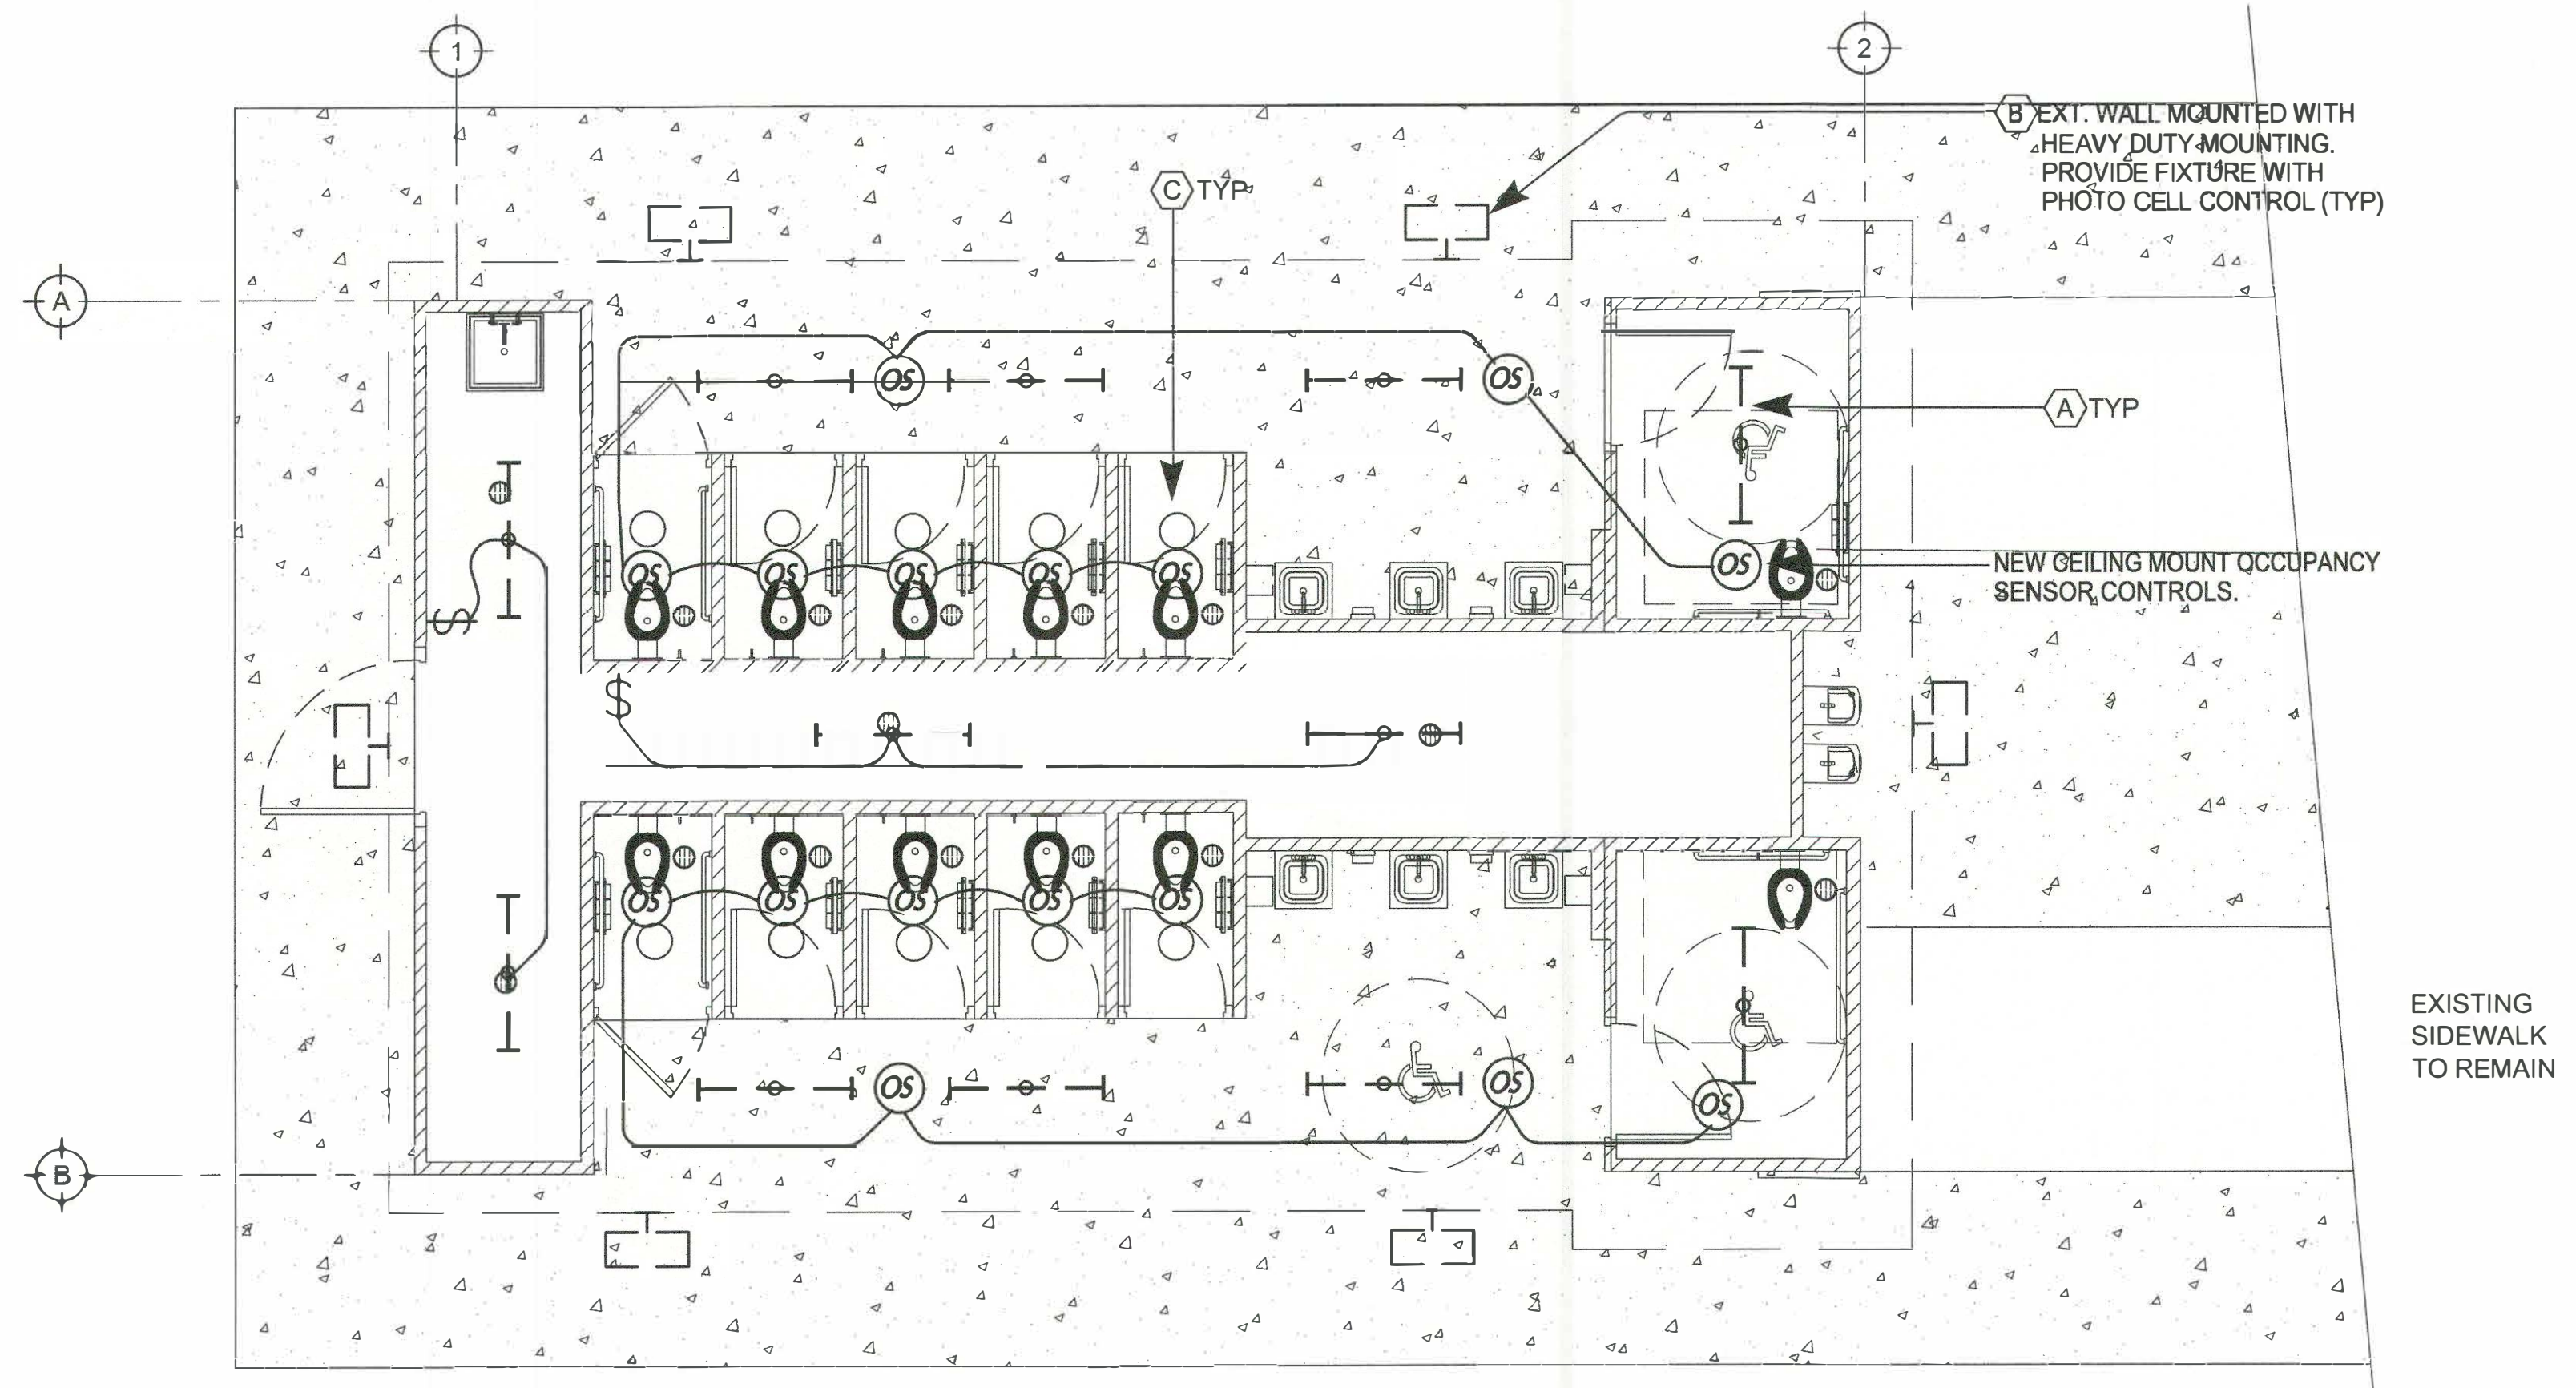 1
2
B EXT. WALL MOUNTED WITH
HEAVY DUTY MOUNTING.
PROVIDE FIXTURE WITH
PHOTO CELL CONTROL (TYP)
C TYP
A
OS
OS
A TYP
OS
OS
OS
OS
OS
OS
NEW CEILING MOUNT OCCUPANCY
SENSOR CONTROLS.
$
$
OS
OS
OS
OS
OS
EXISTING
SIDEWALK
TO REMAIN
OS
OS
OS
B